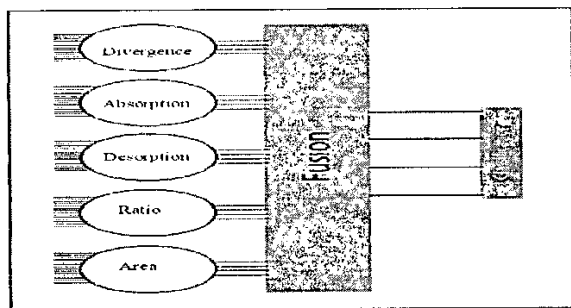 Divergence
Absorption
Desorption
Ratio
Area
Fusion